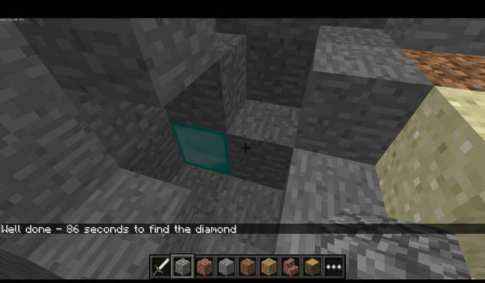 Well done - 86 seconds to find the diamond